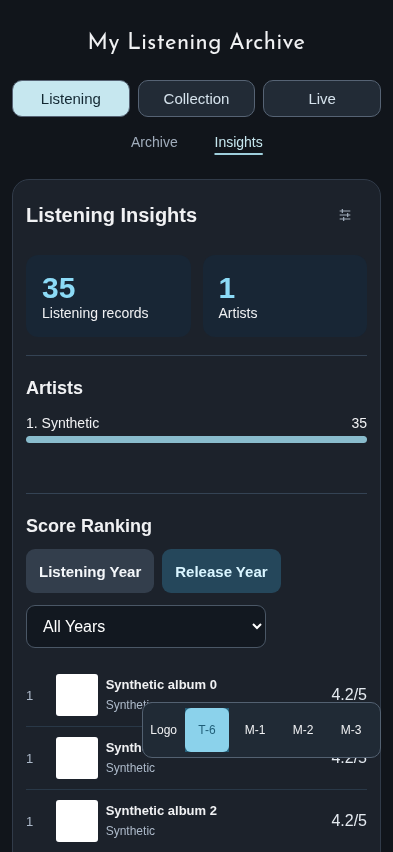 My Listening Archive
Listening Collection Live
Archive Insights
Listening Insights
35 1
Listening records Artists
Artists
1. Synthetic 35
Score Ranking
Listening Year Release Year
All Years
Synthetic album 0
1 4.2/5
Logo T-6 M-1 M-2 M-3
1
Synthetic
Synthetic album 2
1 4.2/5
Synthetic